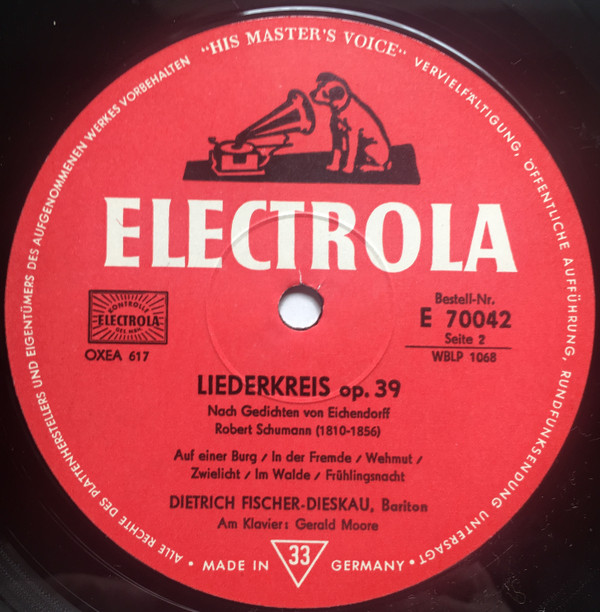 "HIS MASTER'S VOICE"
VERVIELFÄLTIGUNG, ÖFFENTLICHE AUFFÜHRUNG, RUNDFUNKSENDUNG UNTERSAGT
ALLE RECHTE DES PLATTENHERSTELLERS UND EIGENTÜMERS DES AUFGENOMMENEN WERKES VORBEHALTEN
ELECTROLA
KONTROLLE
ELECTROLA
OXEA 617
Bestell-Nr.
E 70042
Seite 2
WBLP 1068
LIEDERKREIS op. 39
Nach Gedichten von Eichendorff
Robert Schumann (1810-1856)
Auf einer Burg / In der Fremde / Wehmut /
Zwielicht / Im Walde / Frühlingsnacht
DIETRICH FISCHER-DIESKAU, Bariton
Am Klavier: Gerald Moore
• MADE IN 33 GERMANY •